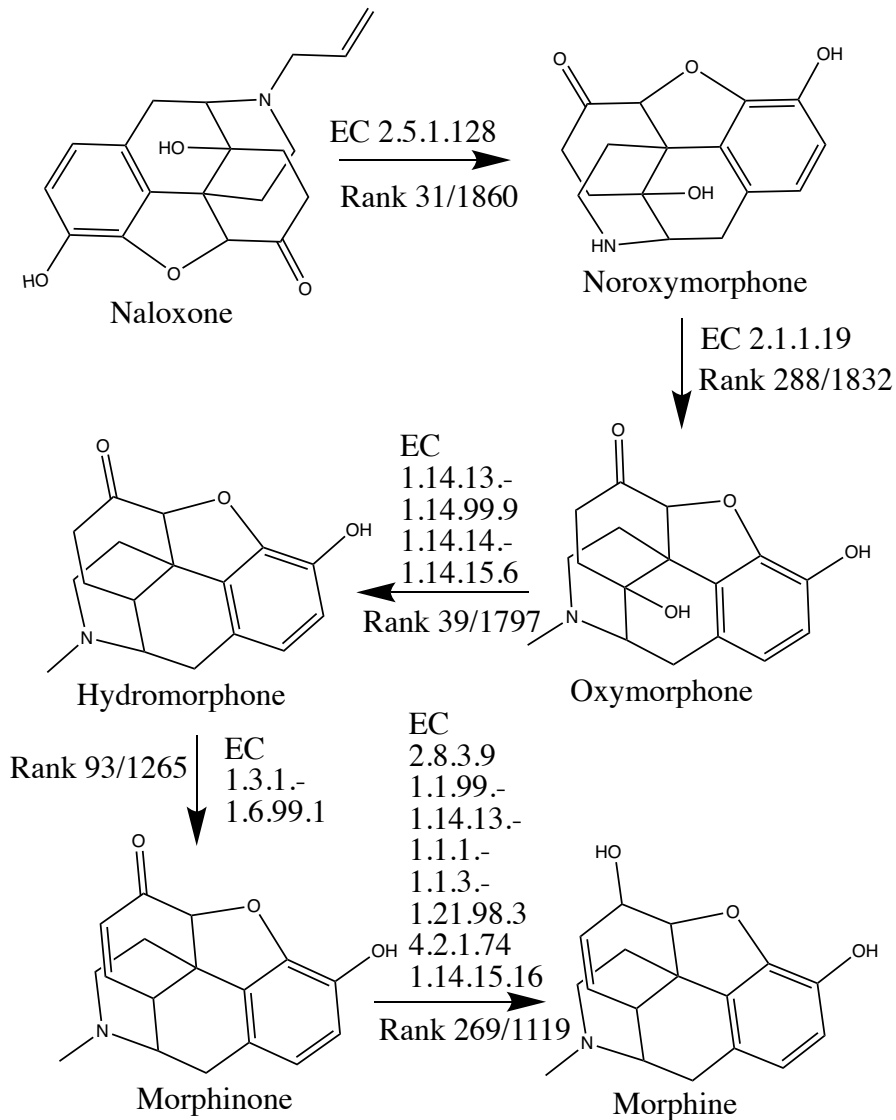 N
HO
HO
O
O
Naloxone
EC 2.5.1.128
Rank 31/1860
O
O
OH
OH
HN
Noroxymorphone
EC 2.1.1.19
Rank 288/1832
O
O
OH
OH
N
Oxymorphone
EC
1.14.13.-
1.14.99.9
1.14.14.-
1.14.15.6
Rank 39/1797
O
O
OH
N
Hydromorphone
Rank 93/1265
EC
1.3.1.-
1.6.99.1
O
O
OH
N
Morphinone
EC
2.8.3.9
1.1.99.-
1.14.13.-
1.1.1.-
1.1.3.-
1.21.98.3
4.2.1.74
1.14.15.16
Rank 269/1119
HO
O
OH
N
Morphine